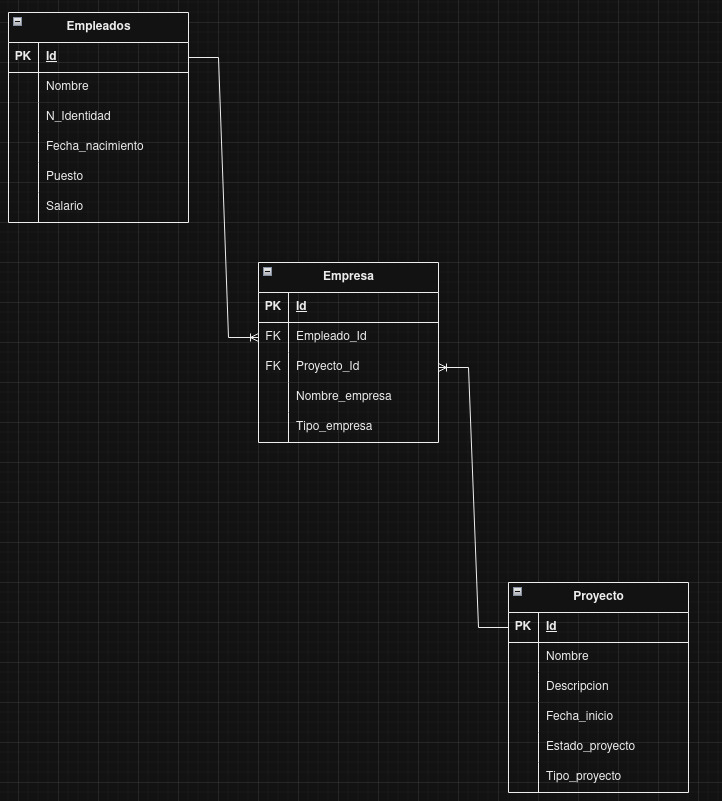 Empleados
PK Id
Nombre
N_Identidad
Fecha_nacimiento
Puesto
Salario
Empresa
PK Id
FK Empleado_Id
FK Proyecto_Id
Nombre_empresa
Tipo_empresa
Proyecto
PK Id
Nombre
Descripcion
Fecha_inicio
Estado_proyecto
Tipo_proyecto